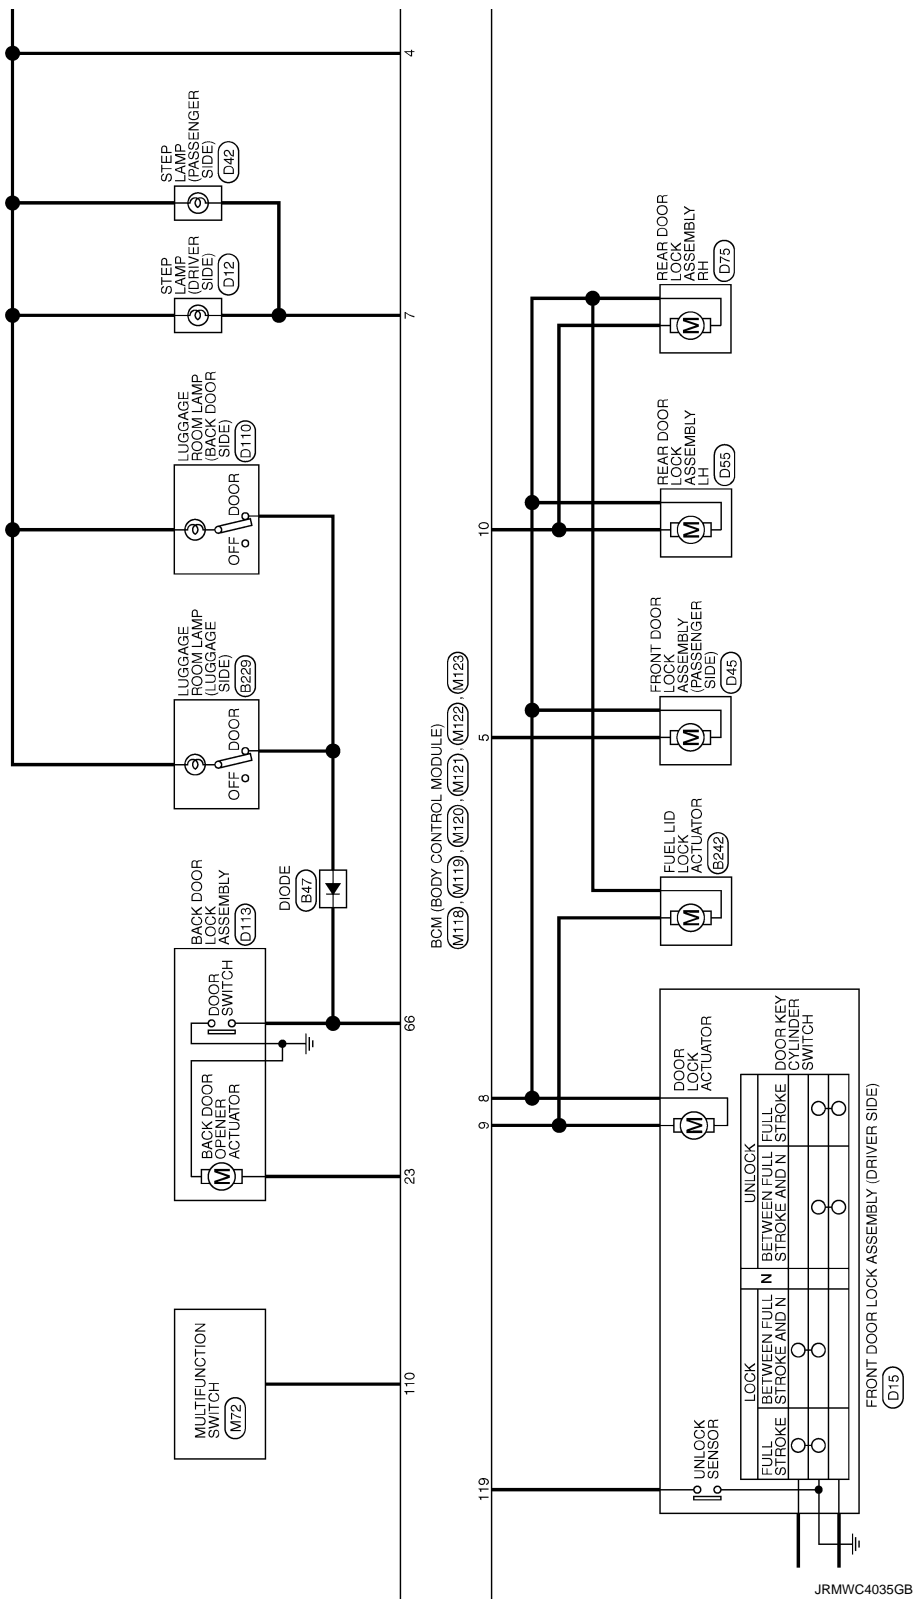 MULTIFUNCTION
SWITCH
M72
110
BACK DOOR
LOCK
ASSEMBLY
D113
BACK DOOR
OPENER
ACTUATOR
M
DOOR
SWITCH
23
66
DIODE
B47
LUGGAGE
ROOM LAMP
(LUGGAGE
SIDE)
B229
OFF
DOOR
LUGGAGE
ROOM LAMP
(BACK DOOR
SIDE)
D110
OFF
DOOR
STEP
LAMP
(DRIVER
SIDE)
D12
STEP
LAMP
(PASSENGER
SIDE)
D42
7
4
BCM (BODY CONTROL MODULE)
M118 , M119 , M120 , M121 , M122 , M123
119
9
8
5
10
UNLOCK
SENSOR
DOOR
LOCK
ACTUATOR
M
LOCK
N
UNLOCK
FULL
STROKE
BETWEEN FULL
STROKE AND N
BETWEEN FULL
STROKE AND N
FULL
STROKE
DOOR KEY
CYLINDER
SWITCH
FRONT DOOR LOCK ASSEMBLY (DRIVER SIDE)
D15
FUEL LID
LOCK
ACTUATOR
B242
M
FRONT DOOR
LOCK
ASSEMBLY
(PASSENGER
SIDE)
D45
M
REAR DOOR
LOCK
ASSEMBLY
LH
D55
M
REAR DOOR
LOCK
ASSEMBLY
RH
D75
M
JRMWC4035GB